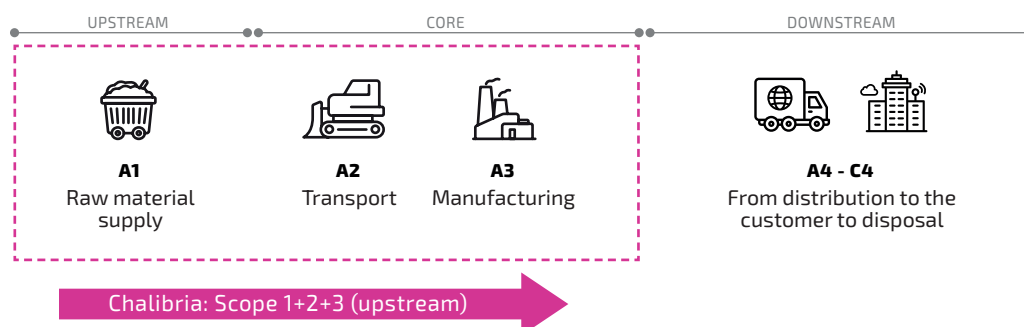 UPSTREAM
CORE
DOWNSTREAM
A1
Raw material
supply
A2
Transport
A3
Manufacturing
A4 - C4
From distribution to the
customer to disposal
Chalibria: Scope 1+2+3 (upstream)